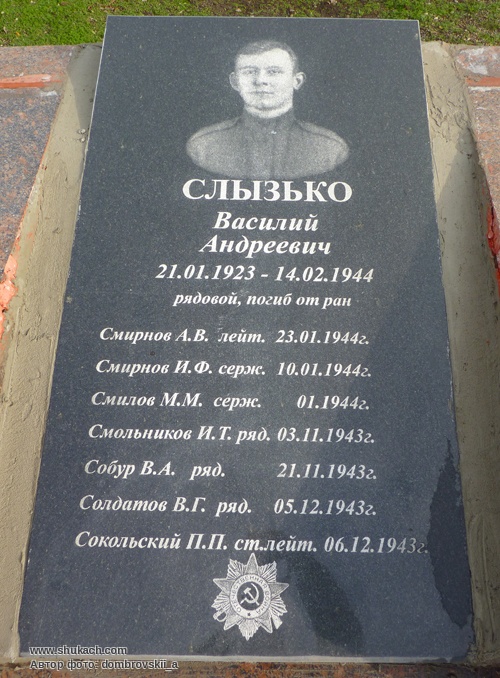 СЛЫЗЬКО
Василий
Андреевич
21.01.1923 - 14.02.1944
рядовой, погиб от ран
Смирнов А.В. лейт. 23.01.1944г.
Смирнов И.Ф. серж. 10.01.1944г.
Смилов М.М. серж. 01.1944г.
Смольников И.Т. ряд. 03.11.1943г.
Собур В.А. ряд. 21.11.1943г.
Солдатов В.Г. ряд. 05.12.1943г.
Сокольский П.П. ст.лейт. 06.12.1943г.
www.shukach.com
Автор фото: dombrovskii_a